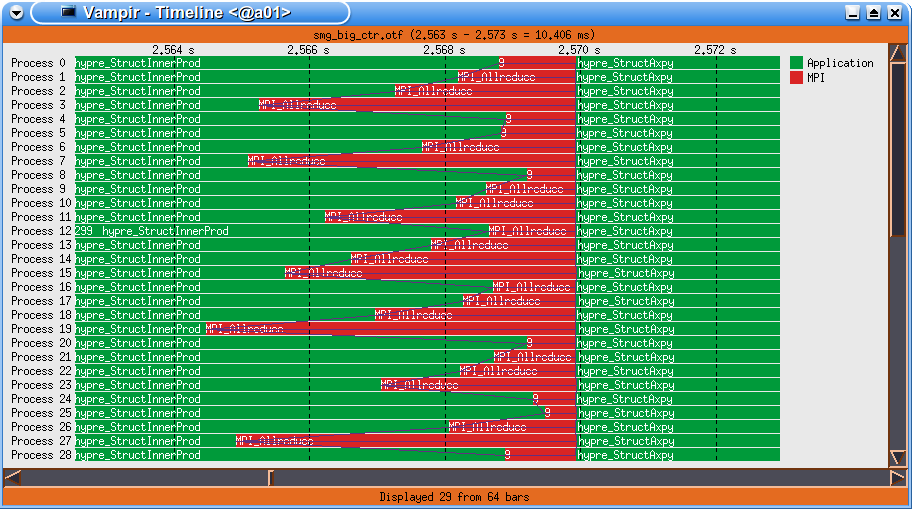 Vampir - Timeline <@a01>
smg_big_ctr.otf (2.563 s - 2.573 s = 10.406 ms)
2.564 s 2.566 s 2.568 s 2.570 s 2.572 s
Process 0 hypre_StructInnerProd 9 hypre_StructAxpy Application
Process 1 hypre_StructInnerProd MPI_Allreduce hypre_StructAxpy MPI
Process 2 hypre_StructInnerProd MPI_Allreduce hypre_StructAxpy
Process 3 hypre_StructInnerProd MPI_Allreduce hypre_StructAxpy
Process 4 hypre_StructInnerProd 9 hypre_StructAxpy
Process 5 hypre_StructInnerProd 9 hypre_StructAxpy
Process 6 hypre_StructInnerProd MPI_Allreduce hypre_StructAxpy
Process 7 hypre_StructInnerProd MPI_Allreduce hypre_StructAxpy
Process 8 hypre_StructInnerProd 9 hypre_StructAxpy
Process 9 hypre_StructInnerProd MPI_Allreduce hypre_StructAxpy
Process 10 hypre_StructInnerProd MPI_Allreduce hypre_StructAxpy
Process 11 hypre_StructInnerProd MPI_Allreduce hypre_StructAxpy
Process 12 299 hypre_StructInnerProd MPI_Allreduce hypre_StructAxpy
Process 13 hypre_StructInnerProd MPI_Allreduce hypre_StructAxpy
Process 14 hypre_StructInnerProd MPI_Allreduce hypre_StructAxpy
Process 15 hypre_StructInnerProd MPI_Allreduce hypre_StructAxpy
Process 16 hypre_StructInnerProd MPI_Allreduce hypre_StructAxpy
Process 17 hypre_StructInnerProd MPI_Allreduce hypre_StructAxpy
Process 18 hypre_StructInnerProd MPI_Allreduce hypre_StructAxpy
Process 19 hypre_StructInnerProd MPI_Allreduce hypre_StructAxpy
Process 20 hypre_StructInnerProd 9 hypre_StructAxpy
Process 21 hypre_StructInnerProd MPI_Allreduce hypre_StructAxpy
Process 22 hypre_StructInnerProd MPI_Allreduce hypre_StructAxpy
Process 23 hypre_StructInnerProd MPI_Allreduce hypre_StructAxpy
Process 24 hypre_StructInnerProd 9 hypre_StructAxpy
Process 25 hypre_StructInnerProd 9 hypre_StructAxpy
Process 26 hypre_StructInnerProd MPI_Allreduce hypre_StructAxpy
Process 27 hypre_StructInnerProd MPI_Allreduce hypre_StructAxpy
Process 28 hypre_StructInnerProd 9 hypre_StructAxpy
Displayed 29 from 64 bars